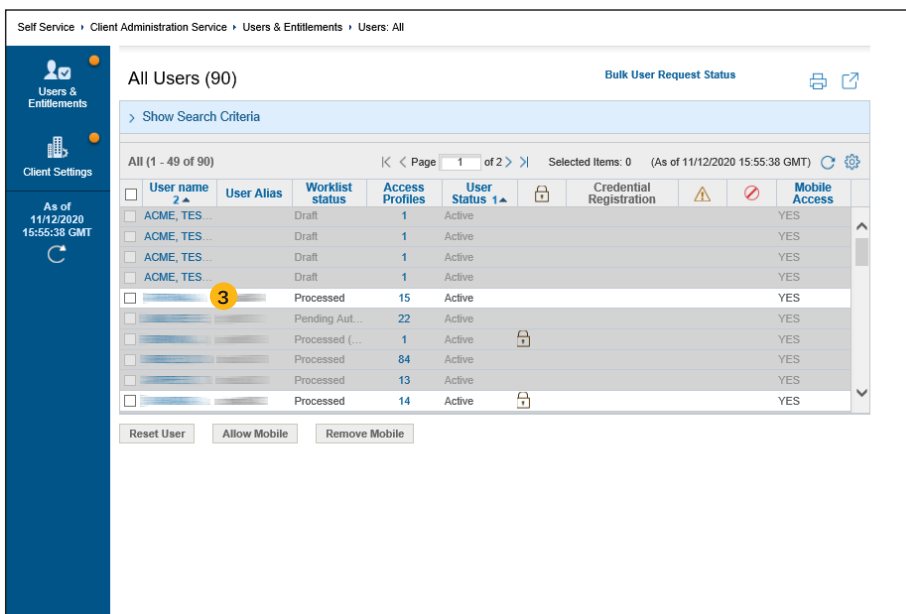 Self Service › Client Administration Service › Users & Entitlements › Users: All
Users &
Entitlements
Client Settings
As of
11/12/2020
15:55:38 GMT
All Users (90)
Bulk User Request Status
> Show Search Criteria
All (1 - 49 of 90) Page 1 of 2 Selected Items: 0 (As of 11/12/2020 15:55:38 GMT)
User name 2 User Alias Worklist status Access Profiles User Status 1 Credential Registration Mobile Access
ACME, TES... Draft 1 Active YES
ACME, TES... Draft 1 Active YES
ACME, TES... Draft 1 Active YES
ACME, TES... Draft 1 Active YES
3 Processed 15 Active YES
Pending Aut... 22 Active YES
Processed (... 1 Active YES
Processed 84 Active YES
Processed 13 Active YES
Processed 14 Active YES
Reset User Allow Mobile Remove Mobile